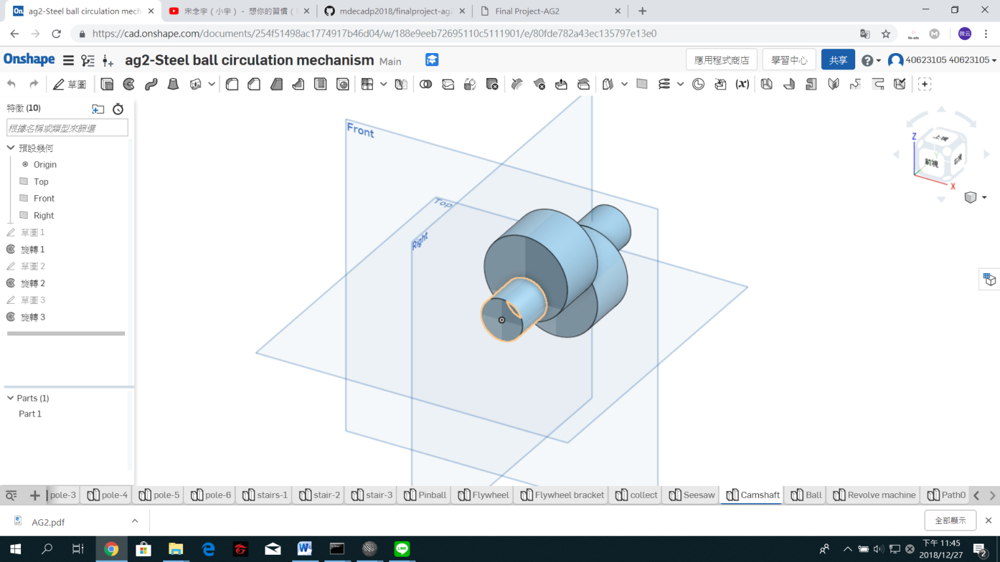 ag2-Steel ball circulation mech
宋念宇（小宇）- 想你的習慣（
mdecadp2018/finalproject-ag2
Final Project-AG2
https://cad.onshape.com/documents/254f51498ac1774917b46d04/w/188e9eeb72695110c5111901/e/80fde782a43ec135797e13e0
No ads
M
微云
Onshape
ag2-Steel ball circulation mechanism Main
應用程式商店
學習中心
共享
40623105 40623105
草圖
(x)
特徵 (10)
根據名稱或類型來篩選
預設幾何
Origin
Top
Front
Right
草圖 1
旋轉 1
草圖 2
旋轉 2
草圖 3
旋轉 3
Parts (1)
Part 1
Front
Top
Right
上視
前視
右視
Z
Y
X
pole-3
pole-4
pole-5
pole-6
stairs-1
stair-2
stair-3
Pinball
Flywheel
Flywheel bracket
collect
Seesaw
Camshaft
Ball
Revolve machine
Path0
AG2.pdf
全部顯示
LINE
下午 11:45
2018/12/27
2